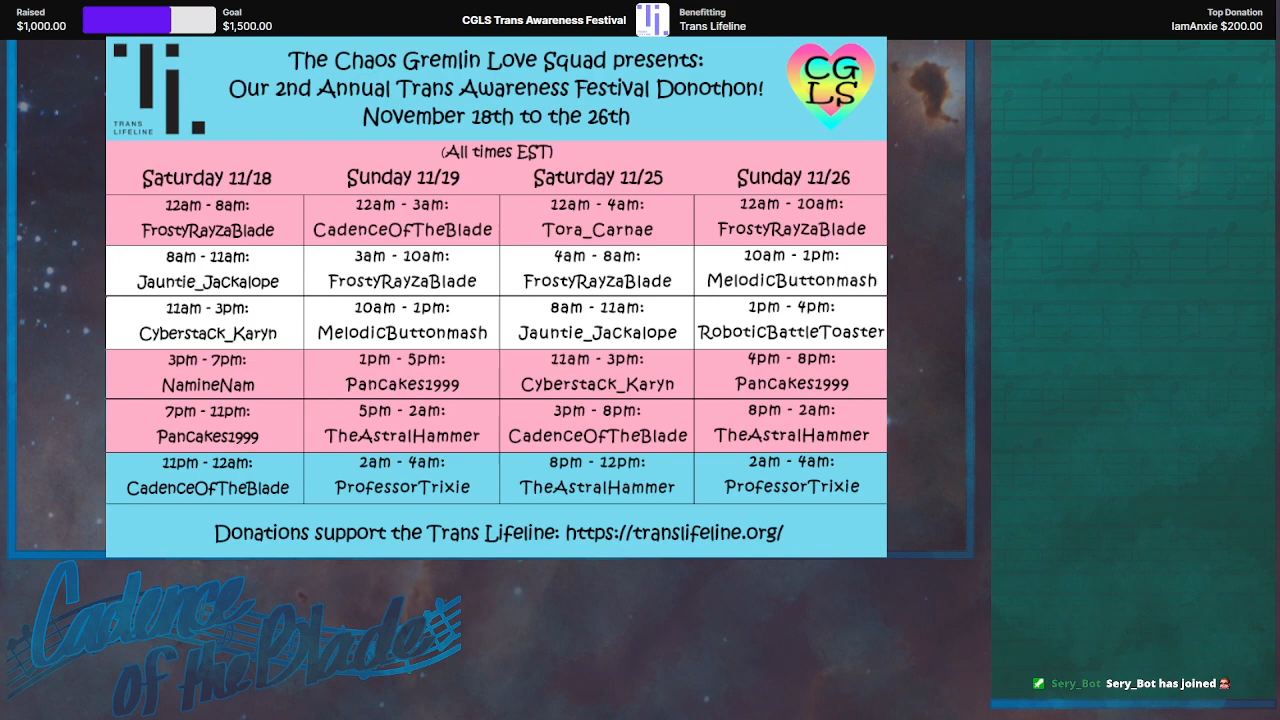 Raised
$1,000.00
Goal
$1,500.00
CGLS Trans Awareness Festival
Benefitting
Trans Lifeline
Top Donation
IamAnxie $200.00
TRANS
LIFELINE
The Chaos Gremlin Love Squad presents:
Our 2nd Annual Trans Awareness Festival Donothon!
November 18th to the 26th
CG
LS
(All times EST)
Saturday 11/18 Sunday 11/19 Saturday 11/25 Sunday 11/26
12am - 8am: 12am - 3am: 12am - 4am: 12am - 10am:
FrostyRayzaBlade CadenceOfTheBlade Tora_Carnae FrostyRayzaBlade
8am - 11am: 3am - 10am: 4am - 8am: 10am - 1pm:
Jauntie_Jackalope FrostyRayzaBlade FrostyRayzaBlade MelodicButtonmash
11am - 3pm: 10am - 1pm: 8am - 11am: 1pm - 4pm:
Cyberstack_Karyn MelodicButtonmash Jauntie_Jackalope RoboticBattleToaster
3pm - 7pm: 1pm - 5pm: 11am - 3pm: 4pm - 8pm:
NamineNam Pancakes1999 Cyberstack_Karyn Pancakes1999
7pm - 11pm: 5pm - 2am: 3pm - 8pm: 8pm - 2am:
Pancakes1999 TheAstralHammer CadenceOfTheBlade TheAstralHammer
11pm - 12am: 2am - 4am: 8pm - 12pm: 2am - 4am:
CadenceOfTheBlade ProfessorTrixie TheAstralHammer ProfessorTrixie
Donations support the Trans Lifeline: https://translifeline.org/
Cadence
of the Blade
Sery_Bot Sery_Bot has joined